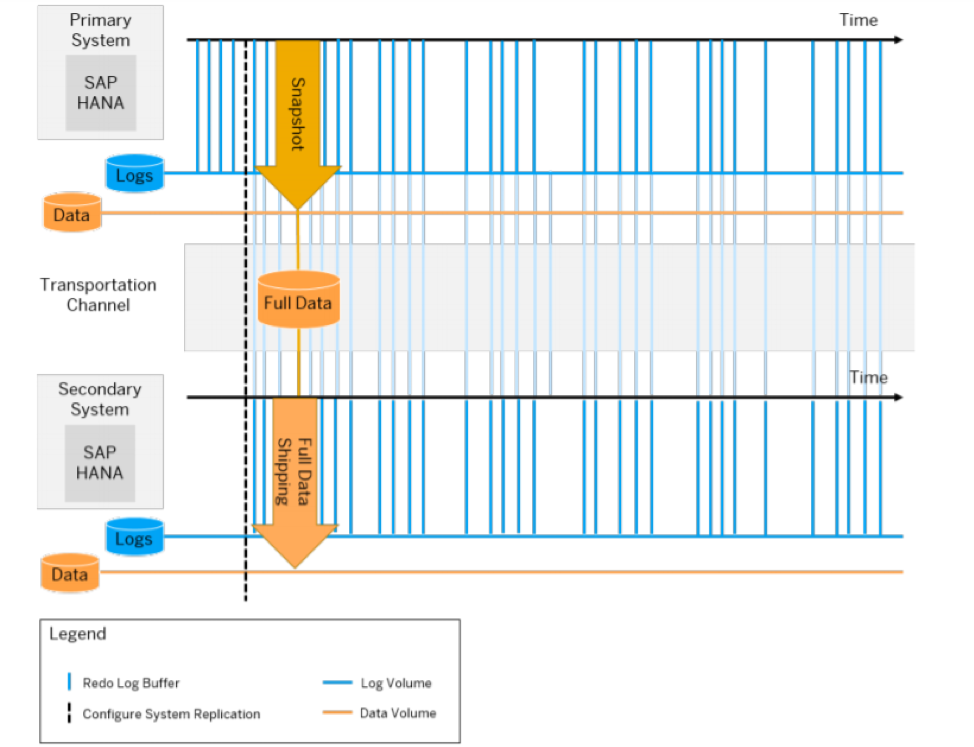 Primary
System
Time
SAP
HANA
Snapshot
Logs
Data
Transportation
Channel
Full Data
Secondary
System
Time
SAP
HANA
Full Data
Shipping
Logs
Data
Legend
Redo Log Buffer
Log Volume
Configure System Replication
Data Volume